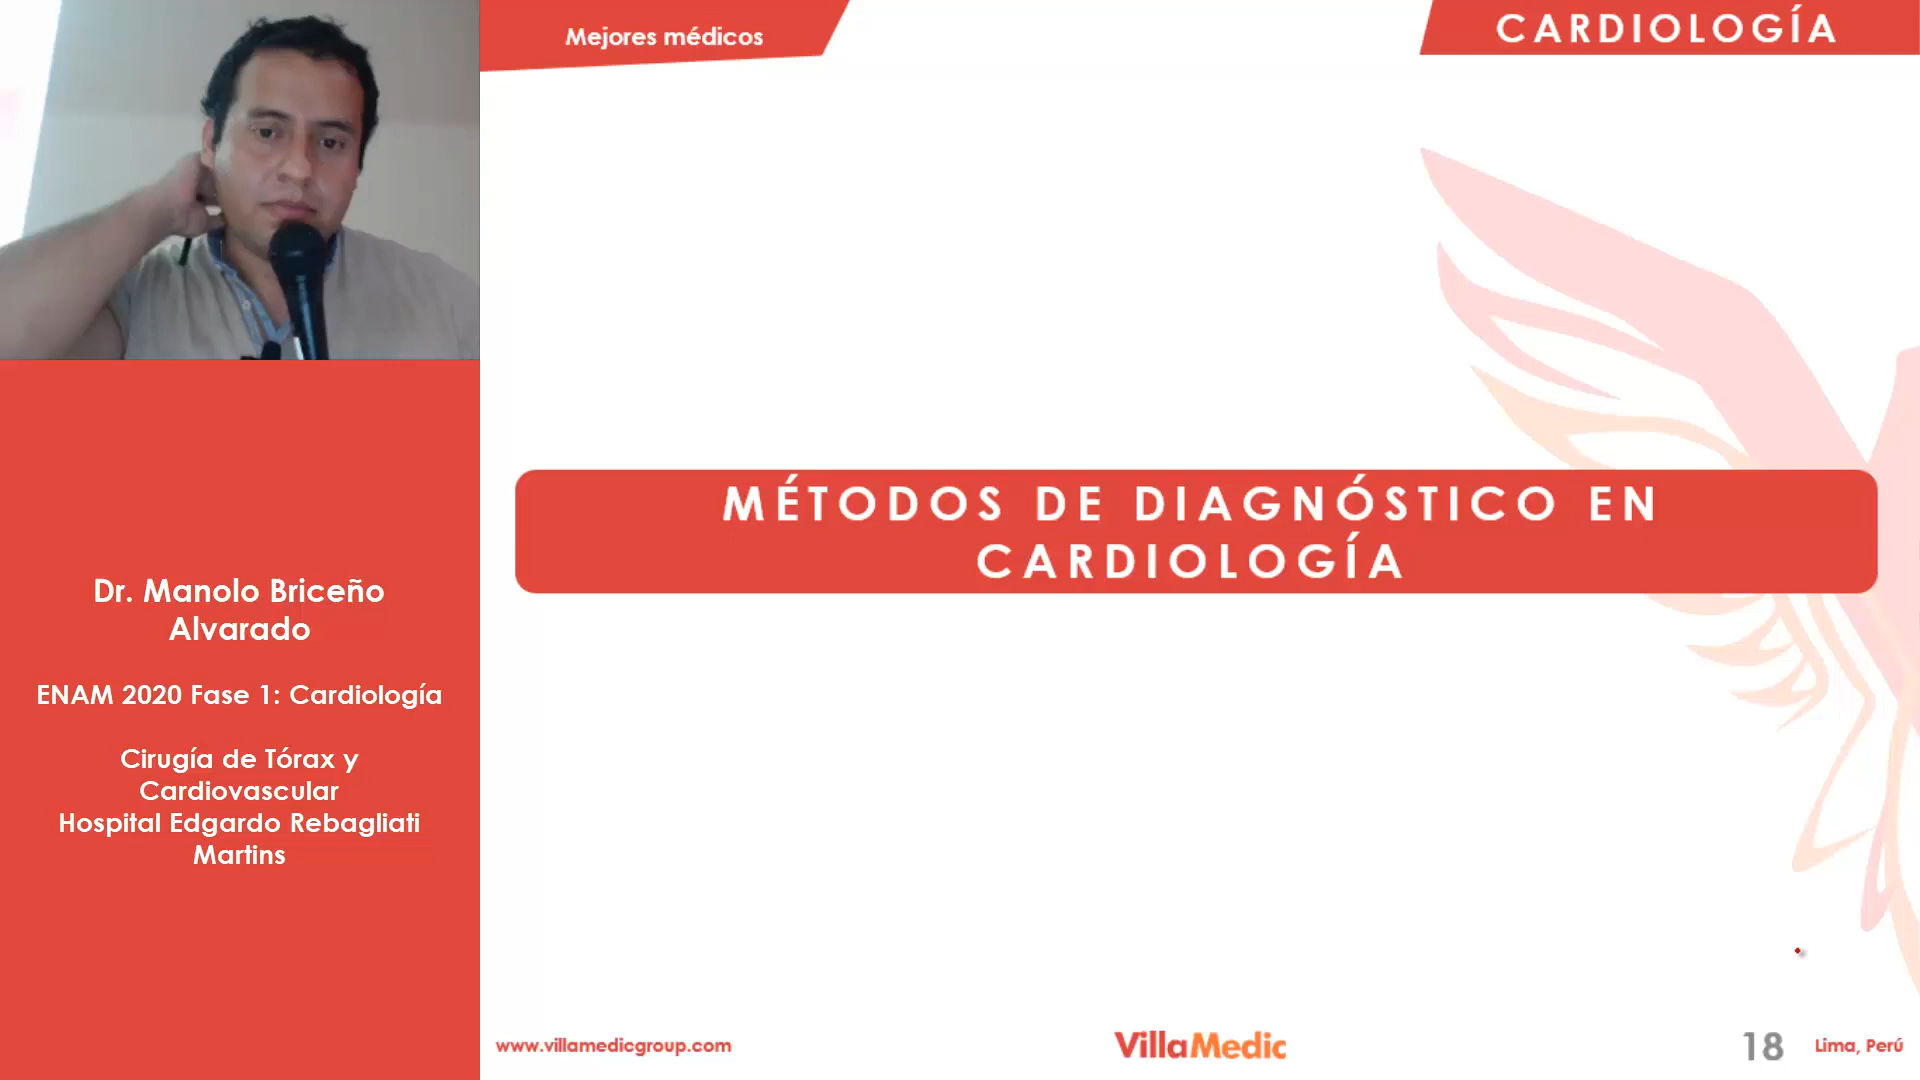 Mejores médicos
CARDIOLOGÍA
MÉTODOS DE DIAGNÓSTICO EN
CARDIOLOGÍA
Dr. Manolo Briceño
Alvarado
ENAM 2020 Fase 1: Cardiología
Cirugía de Tórax y
Cardiovascular
Hospital Edgardo Rebagliati
Martins
www.villamedicgroup.com
VillaMedic
18
Lima, Perú